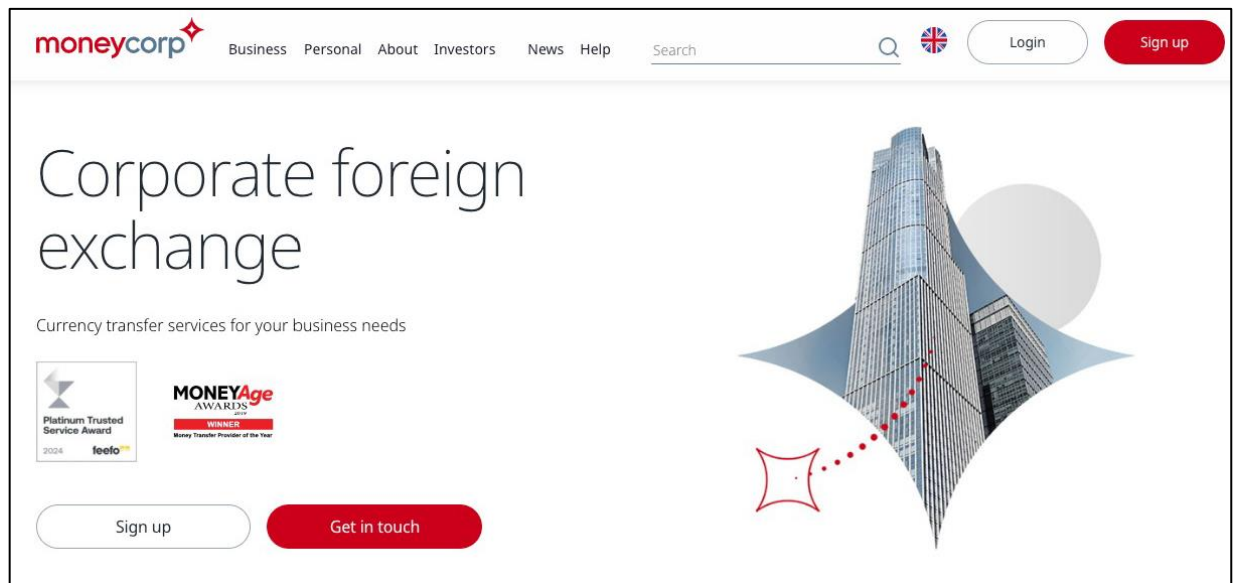 moneycorp
Business Personal About Investors News Help Search Login Sign up
Corporate foreign
exchange
Currency transfer services for your business needs
Platinum Trusted
Service Award
2024 feefo
MONEYAge
AWARDS
2019
WINNER
Money Transfer Provider of the Year
Sign up Get in touch